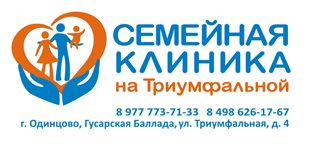 СЕМЕЙНАЯ
КЛИНИКА
на Триумфальной
8 977 773-71-33 8 498 626-17-67
г. Одинцово, Гусарская Баллада, ул. Триумфальная, д. 4